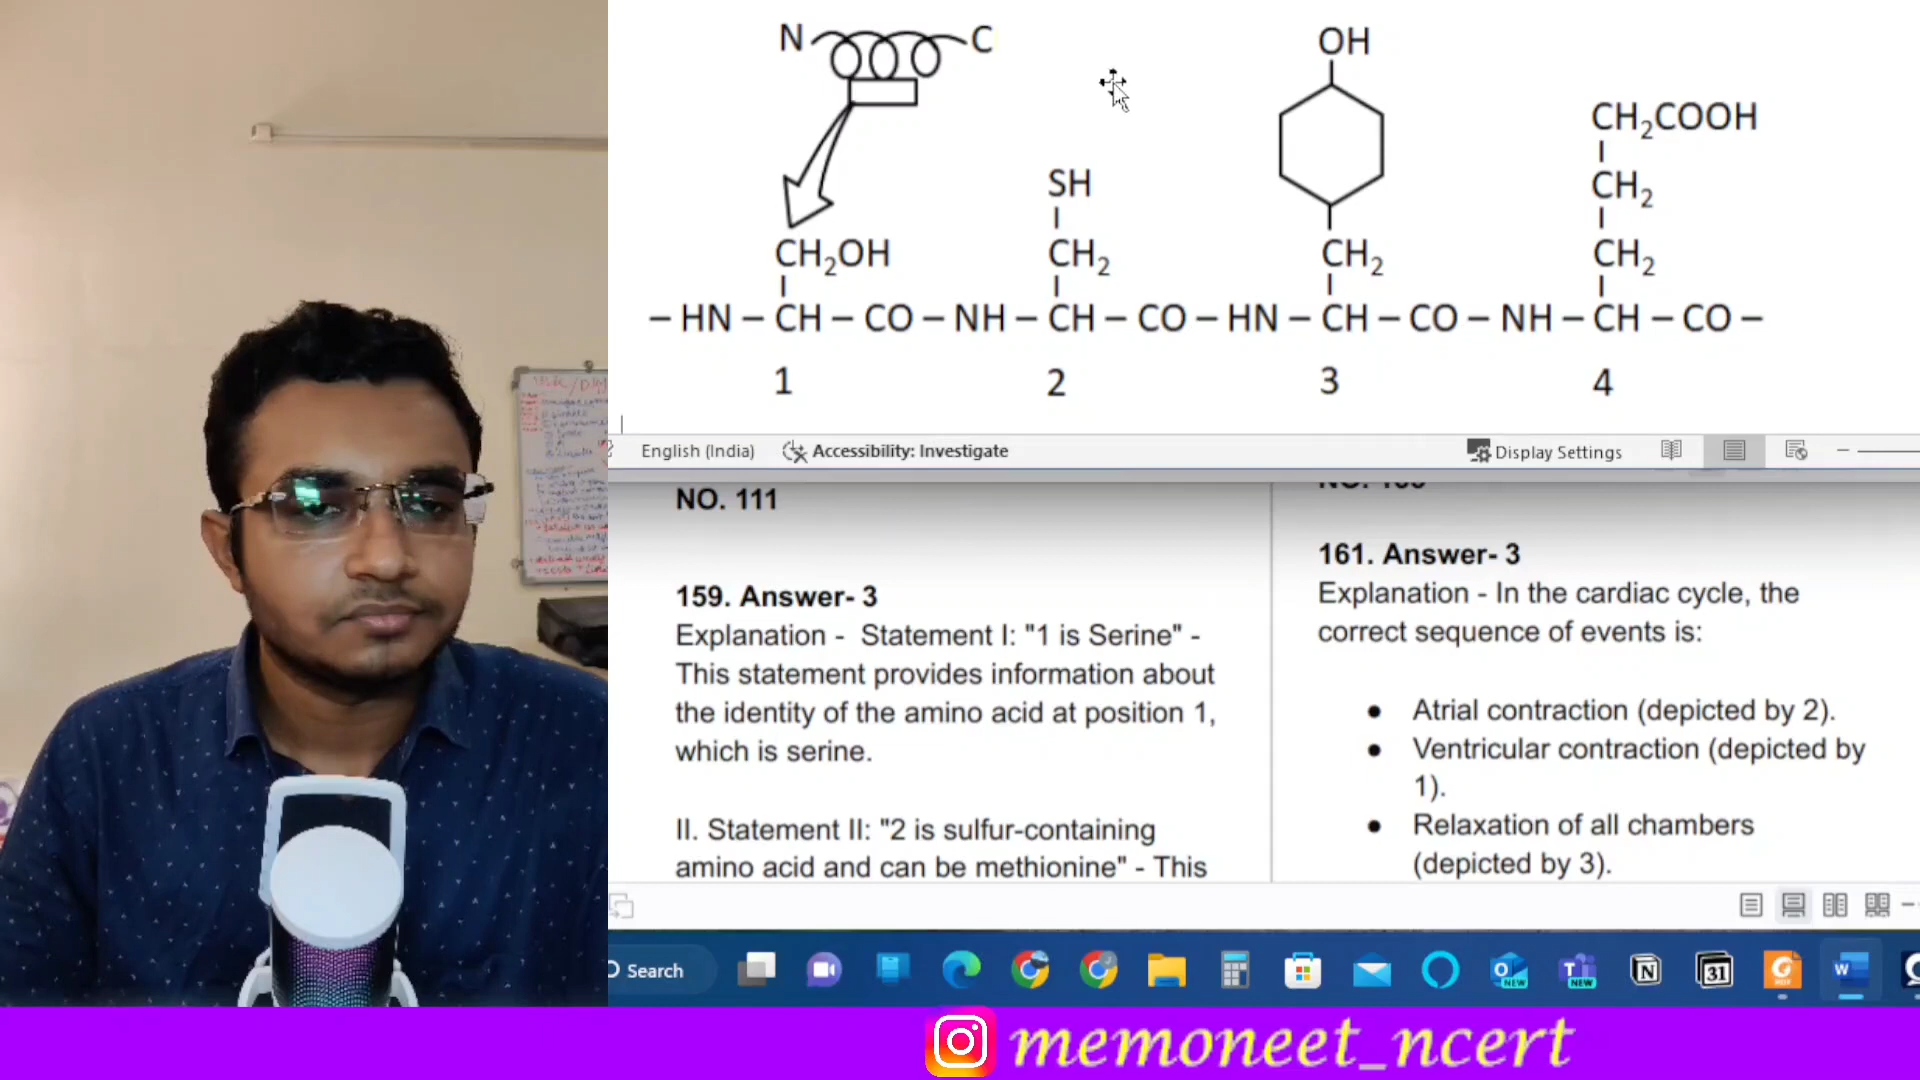 N C
OH
CH2COOH
SH
CH2
CH2OH
CH2
CH2
CH2
– HN – CH – CO – NH – CH – CO – HN – CH – CO – NH – CH – CO –
1 2 3 4
English (India) Accessibility: Investigate Display Settings
NO. 111
159. Answer- 3
Explanation - Statement I: "1 is Serine" -
This statement provides information about
the identity of the amino acid at position 1,
which is serine.
II. Statement II: "2 is sulfur-containing
amino acid and can be methionine" - This
161. Answer- 3
Explanation - In the cardiac cycle, the
correct sequence of events is:
● Atrial contraction (depicted by 2).
● Ventricular contraction (depicted by
1).
● Relaxation of all chambers
(depicted by 3).
Search
memoneet_ncert